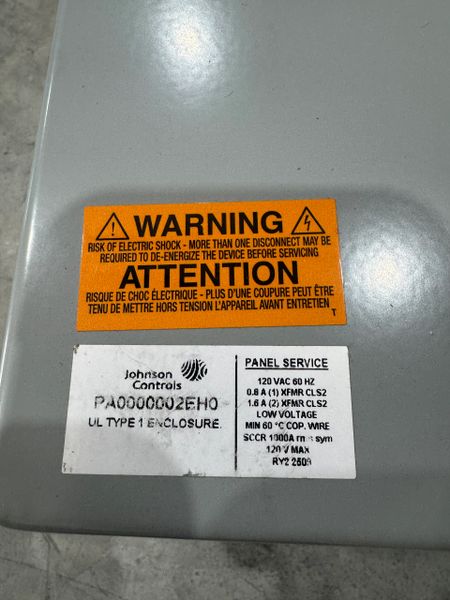 WARNING
RISK OF ELECTRIC SHOCK - MORE THAN ONE DISCONNECT MAY BE
REQUIRED TO DE-ENERGIZE THE DEVICE BEFORE SERVICING
ATTENTION
RISQUE DE CHOC ÉLECTRIQUE - PLUS D'UNE COUPURE PEUT ÊTRE
TENU DE METTRE HORS TENSION L'APPAREIL AVANT ENTRETIEN
T
Johnson
Controls
PA0000002EH0
UL TYPE 1 ENCLOSURE.
PANEL SERVICE
120 VAC 60 HZ
0.8 A (1) XFMR CLS2
1.6 A (2) XFMR CLS2
LOW VOLTAGE
MIN 60 °C COP. WIRE
SCCR 1000A sym
120 V MAX
RY2